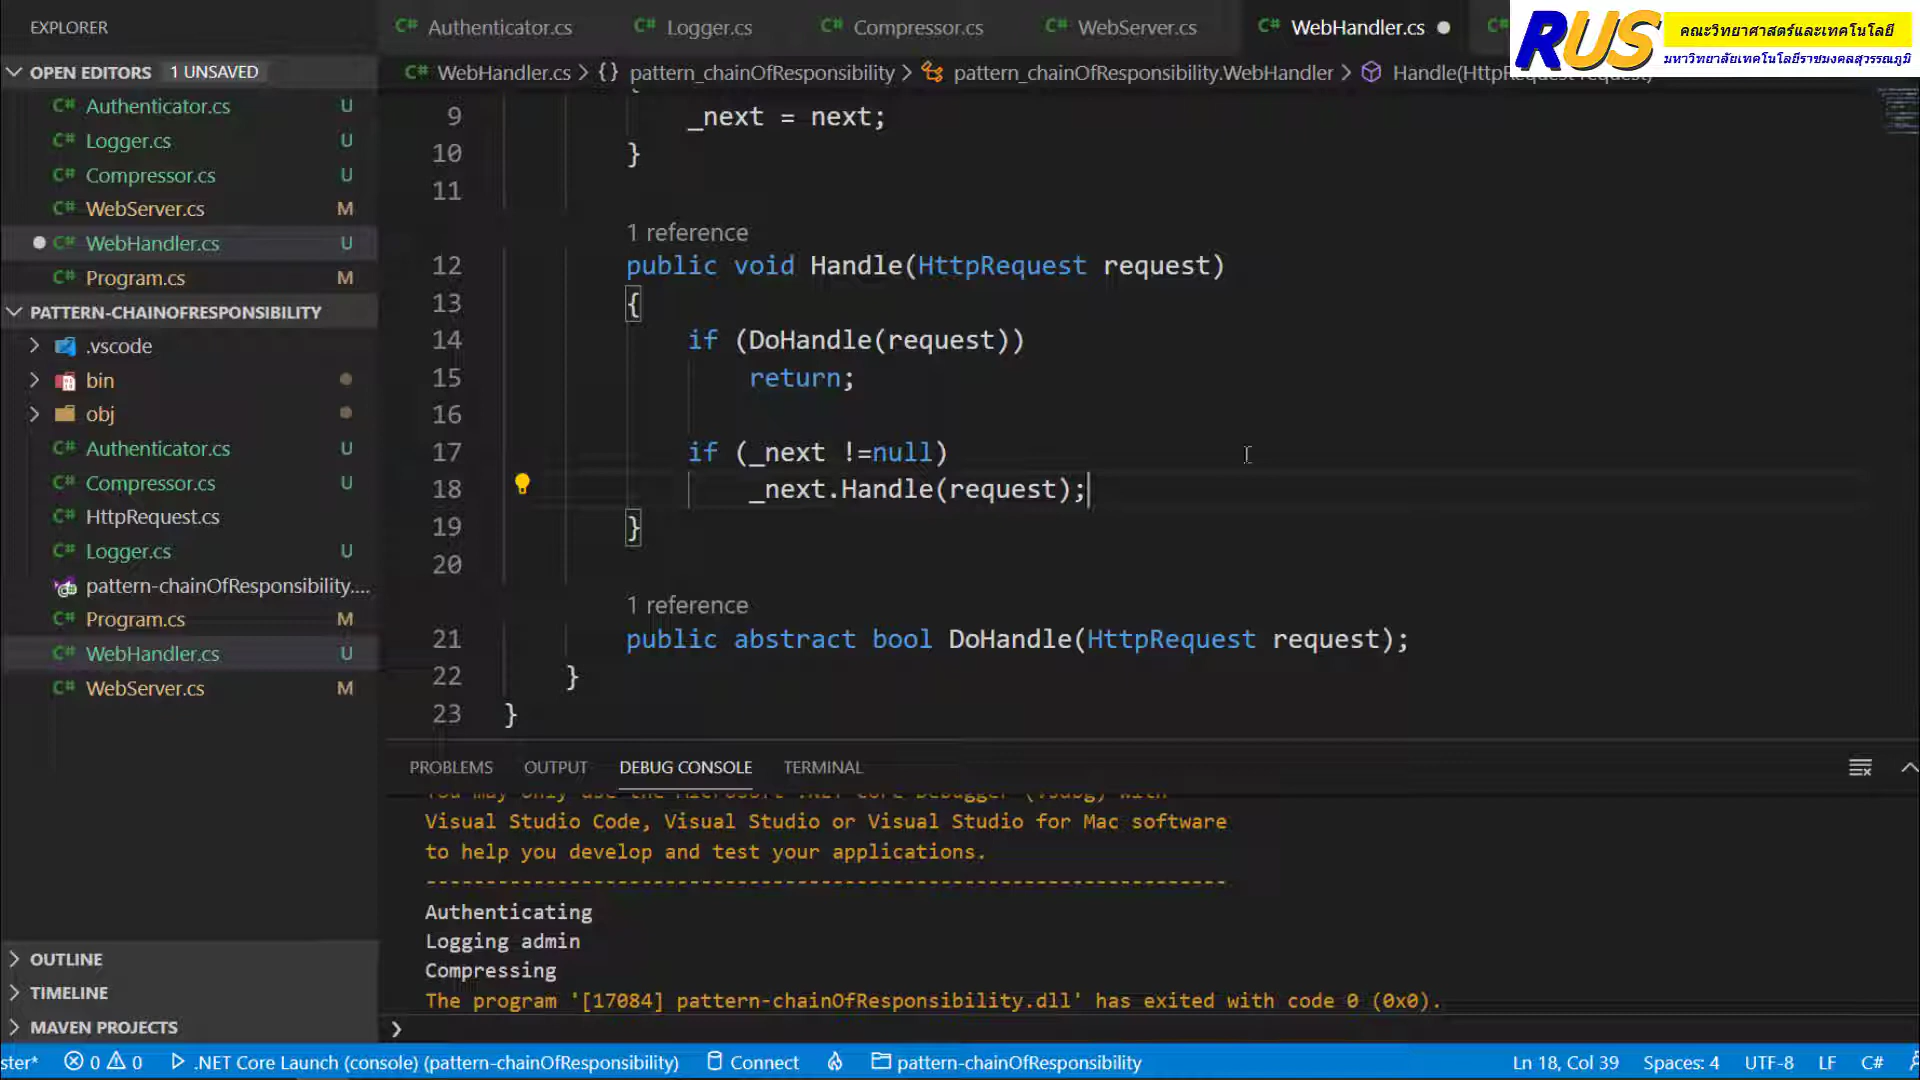 EXPLORER
Authenticator.cs
Logger.cs
Compressor.cs
WebServer.cs
WebHandler.cs
RUS
คณะวิทยาศาสตร์และเทคโนโลยี
มหาวิทยาลัยเทคโนโลยีราชมงคลสุวรรณภูมิ
OPEN EDITORS 1 UNSAVED
WebHandler.cs > {} pattern_chainOfResponsibility > pattern_chainOfResponsibility.WebHandler >
Authenticator.cs U
Logger.cs U
Compressor.cs U
WebServer.cs M
WebHandler.cs U
Program.cs M
PATTERN-CHAINOFRESPONSIBILITY
.vscode
bin
obj
Authenticator.cs U
Compressor.cs U
HttpRequest.cs
Logger.cs U
pattern-chainOfResponsibility....
Program.cs M
WebHandler.cs U
WebServer.cs M
OUTLINE
TIMELINE
MAVEN PROJECTS
9 _next = next;
10 }
11
1 reference
12 public void Handle(HttpRequest request)
13 {
14 if (DoHandle(request))
15 return;
16
17 if (_next !=null)
18 _next.Handle(request);
19 }
20
1 reference
21 public abstract bool DoHandle(HttpRequest request);
22 }
23 }
PROBLEMS OUTPUT DEBUG CONSOLE TERMINAL
Visual Studio Code, Visual Studio or Visual Studio for Mac software
to help you develop and test your applications.
-------------------------------------------------------------------
Authenticating
Logging admin
Compressing
The program '[17084] pattern-chainOfResponsibility.dll' has exited with code 0 (0x0).
ster* 0 0 .NET Core Launch (console) (pattern-chainOfResponsibility) Connect pattern-chainOfResponsibility Ln 18, Col 39 Spaces: 4 UTF-8 LF C#